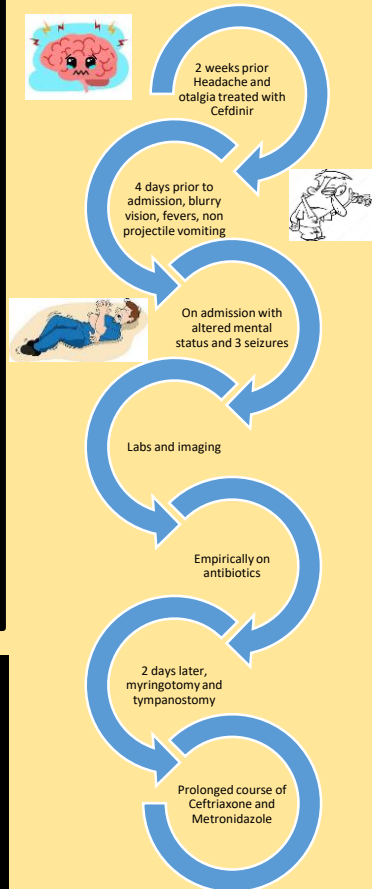 2 weeks prior
Headache and
otalgia treated with
Cefdinir
4 days prior to
admission, blurry
vision, fevers, non
projectile vomiting
On admission with
altered mental
status and 3 seizures
Labs and imaging
Empirically on
antibiotics
2 days later,
myringotomy and
tympanostomy
Prolonged course of
Ceftriaxone and
Metronidazole